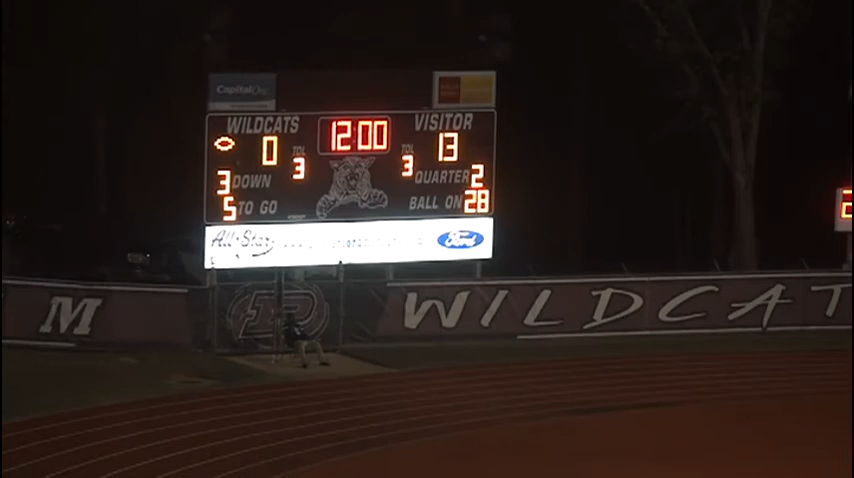 Capital One
WILDCATS 12:00 VISITOR
0 TOL 3 TOL 3 13
3 DOWN QUARTER 2
5 TO GO BALL ON 28
All-Star Ford
M P WILDCAT
2